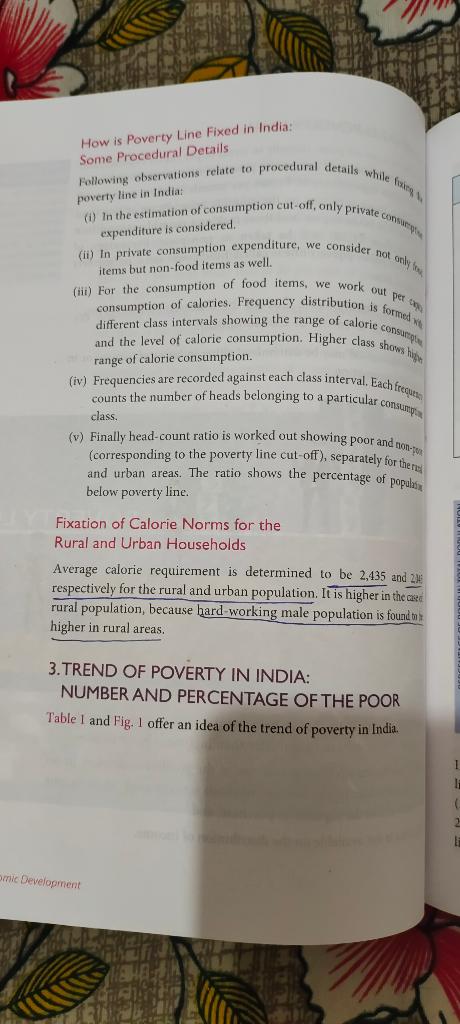 How is Poverty Line Fixed in India:
Some Procedural Details
Following observations relate to procedural details while fixing
poverty line in India:
(i) In the estimation of consumption cut-off, only private
expenditure is considered.
(ii) In private consumption expenditure, we consider not only
items but non-food items as well.
(iii) For the consumption of food items, we work out per
consumption of calories. Frequency distribution is formed
different class intervals showing the range of calorie
and the level of calorie consumption. Higher class shows
range of calorie consumption.
(iv) Frequencies are recorded against each class interval. Each
counts the number of heads belonging to a particular
class.
(v) Finally head-count ratio is worked out showing poor and
(corresponding to the poverty line cut-off), separately for the
and urban areas. The ratio shows the percentage of
below poverty line.
Fixation of Calorie Norms for the
Rural and Urban Households
Average calorie requirement is determined to be 2,435 and
respectively for the rural and urban population. It is higher in the case
rural population, because hard-working male population is found to
higher in rural areas.
3. TREND OF POVERTY IN INDIA:
NUMBER AND PERCENTAGE OF THE POOR
Table 1 and Fig. 1 offer an idea of the trend of poverty in India.
omic Development